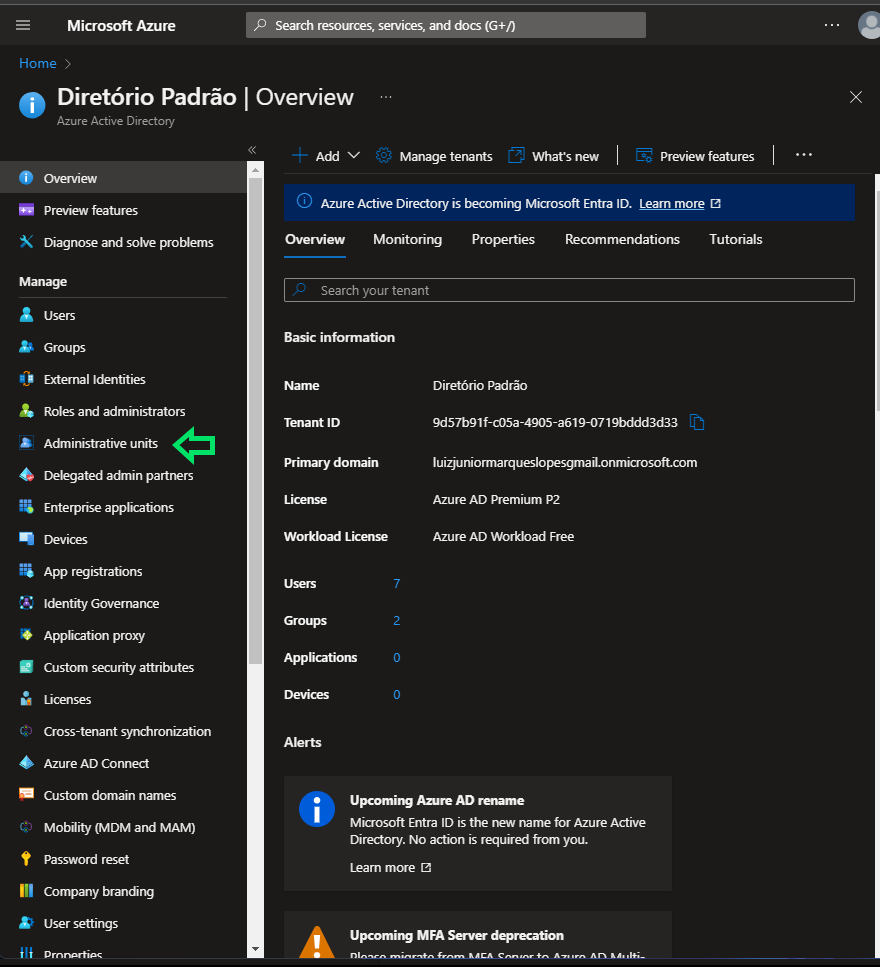 Microsoft Azure
Search resources, services, and docs (G+/)
...
Home >
Diretório Padrão | Overview ...
Azure Active Directory
«
Overview
Preview features
Diagnose and solve problems
Manage
Users
Groups
External Identities
Roles and administrators
Administrative units
Delegated admin partners
Enterprise applications
Devices
App registrations
Identity Governance
Application proxy
Custom security attributes
Licenses
Cross-tenant synchronization
Azure AD Connect
Custom domain names
Mobility (MDM and MAM)
Password reset
Company branding
User settings
Properties
Add Manage tenants What's new Preview features ...
Azure Active Directory is becoming Microsoft Entra ID. Learn more
Overview Monitoring Properties Recommendations Tutorials
Search your tenant
Basic information
Name Diretório Padrão
Tenant ID 9d57b91f-c05a-4905-a619-0719bddd3d33
Primary domain luizjuniormarqueslopesgmail.onmicrosoft.com
License Azure AD Premium P2
Workload License Azure AD Workload Free
Users 7
Groups 2
Applications 0
Devices 0
Alerts
Upcoming Azure AD rename
Microsoft Entra ID is the new name for Azure Active
Directory. No action is required from you.
Learn more
Upcoming MFA Server deprecation
Please migrate from MFA Server to Azure AD Multi-